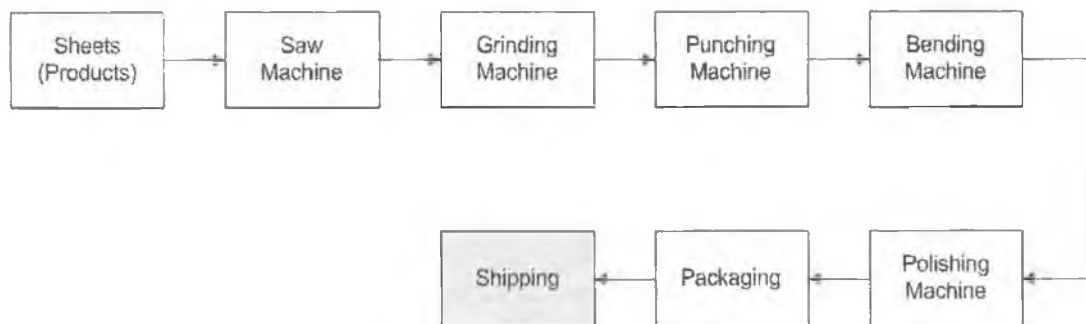 Sheets
(Products)
Saw
Machine
Grinding
Machine
Punching
Machine
Bending
Machine
Shipping
Packaging
Polishing
Machine